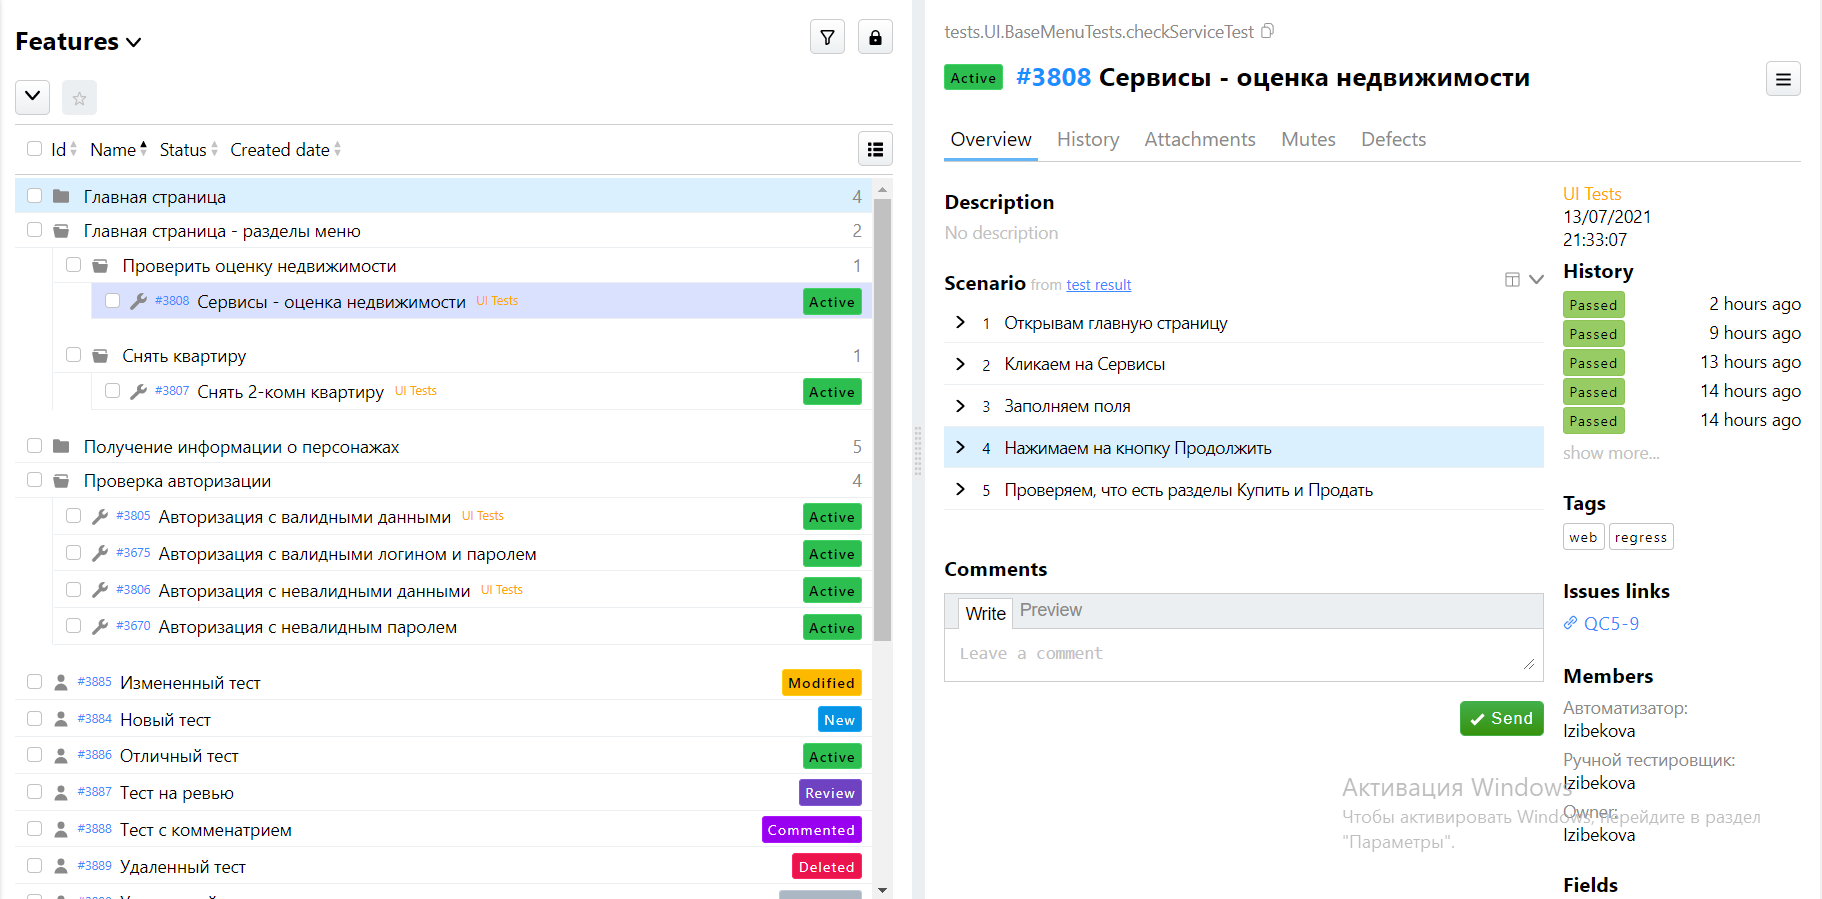 Features
Id Name Status Created date
Главная страница 4
Главная страница - разделы меню 2
Проверить оценку недвижимости 1
#3808 Сервисы - оценка недвижимости UI Tests Active
Снять квартиру 1
#3807 Снять 2-комн квартиру UI Tests Active
Получение информации о персонажах 5
Проверка авторизации 4
#3805 Авторизация с валидными данными UI Tests Active
#3675 Авторизация с валидными логином и паролем Active
#3806 Авторизация с невалидными данными UI Tests Active
#3670 Авторизация с невалидным паролем Active
#3885 Измененный тест Modified
#3884 Новый тест New
#3886 Отличный тест Active
#3887 Тест на ревью Review
#3888 Тест с комменатрием Commented
#3889 Удаленный тест Deleted
tests.UI.BaseMenuTests.checkServiceTest
Active #3808 Сервисы - оценка недвижимости
Overview History Attachments Mutes Defects
Description
No description
Scenario from test result
1 Открывам главную страницу
2 Кликаем на Сервисы
3 Заполняем поля
4 Нажимаем на кнопку Продолжить
5 Проверяем, что есть разделы Купить и Продать
Comments
Write Preview
Leave a comment
Send
UI Tests
13/07/2021
21:33:07
History
Passed 2 hours ago
Passed 9 hours ago
Passed 13 hours ago
Passed 14 hours ago
Passed 14 hours ago
show more...
Tags
web regress
Issues links
QC5-9
Members
Автоматизатор:
Izibekova
Ручной тестировщик:
Izibekova
Owner:
Izibekova
Fields
Активация Windows
Чтобы активировать Windows, перейдите в раздел
"Параметры".